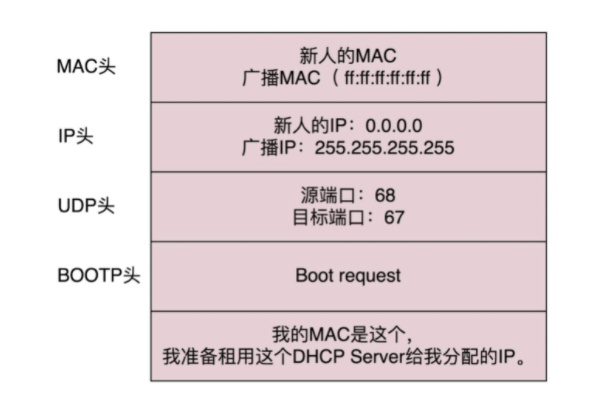 MAC头
新人的MAC
广播MAC（ ff:ff:ff:ff:ff:ff ）
IP头
新人的IP：0.0.0.0
广播IP：255.255.255.255
UDP头
源端口：68
目标端口：67
BOOTP头
Boot request
我的MAC是这个，
我准备租用这个DHCP Server给我分配的IP。